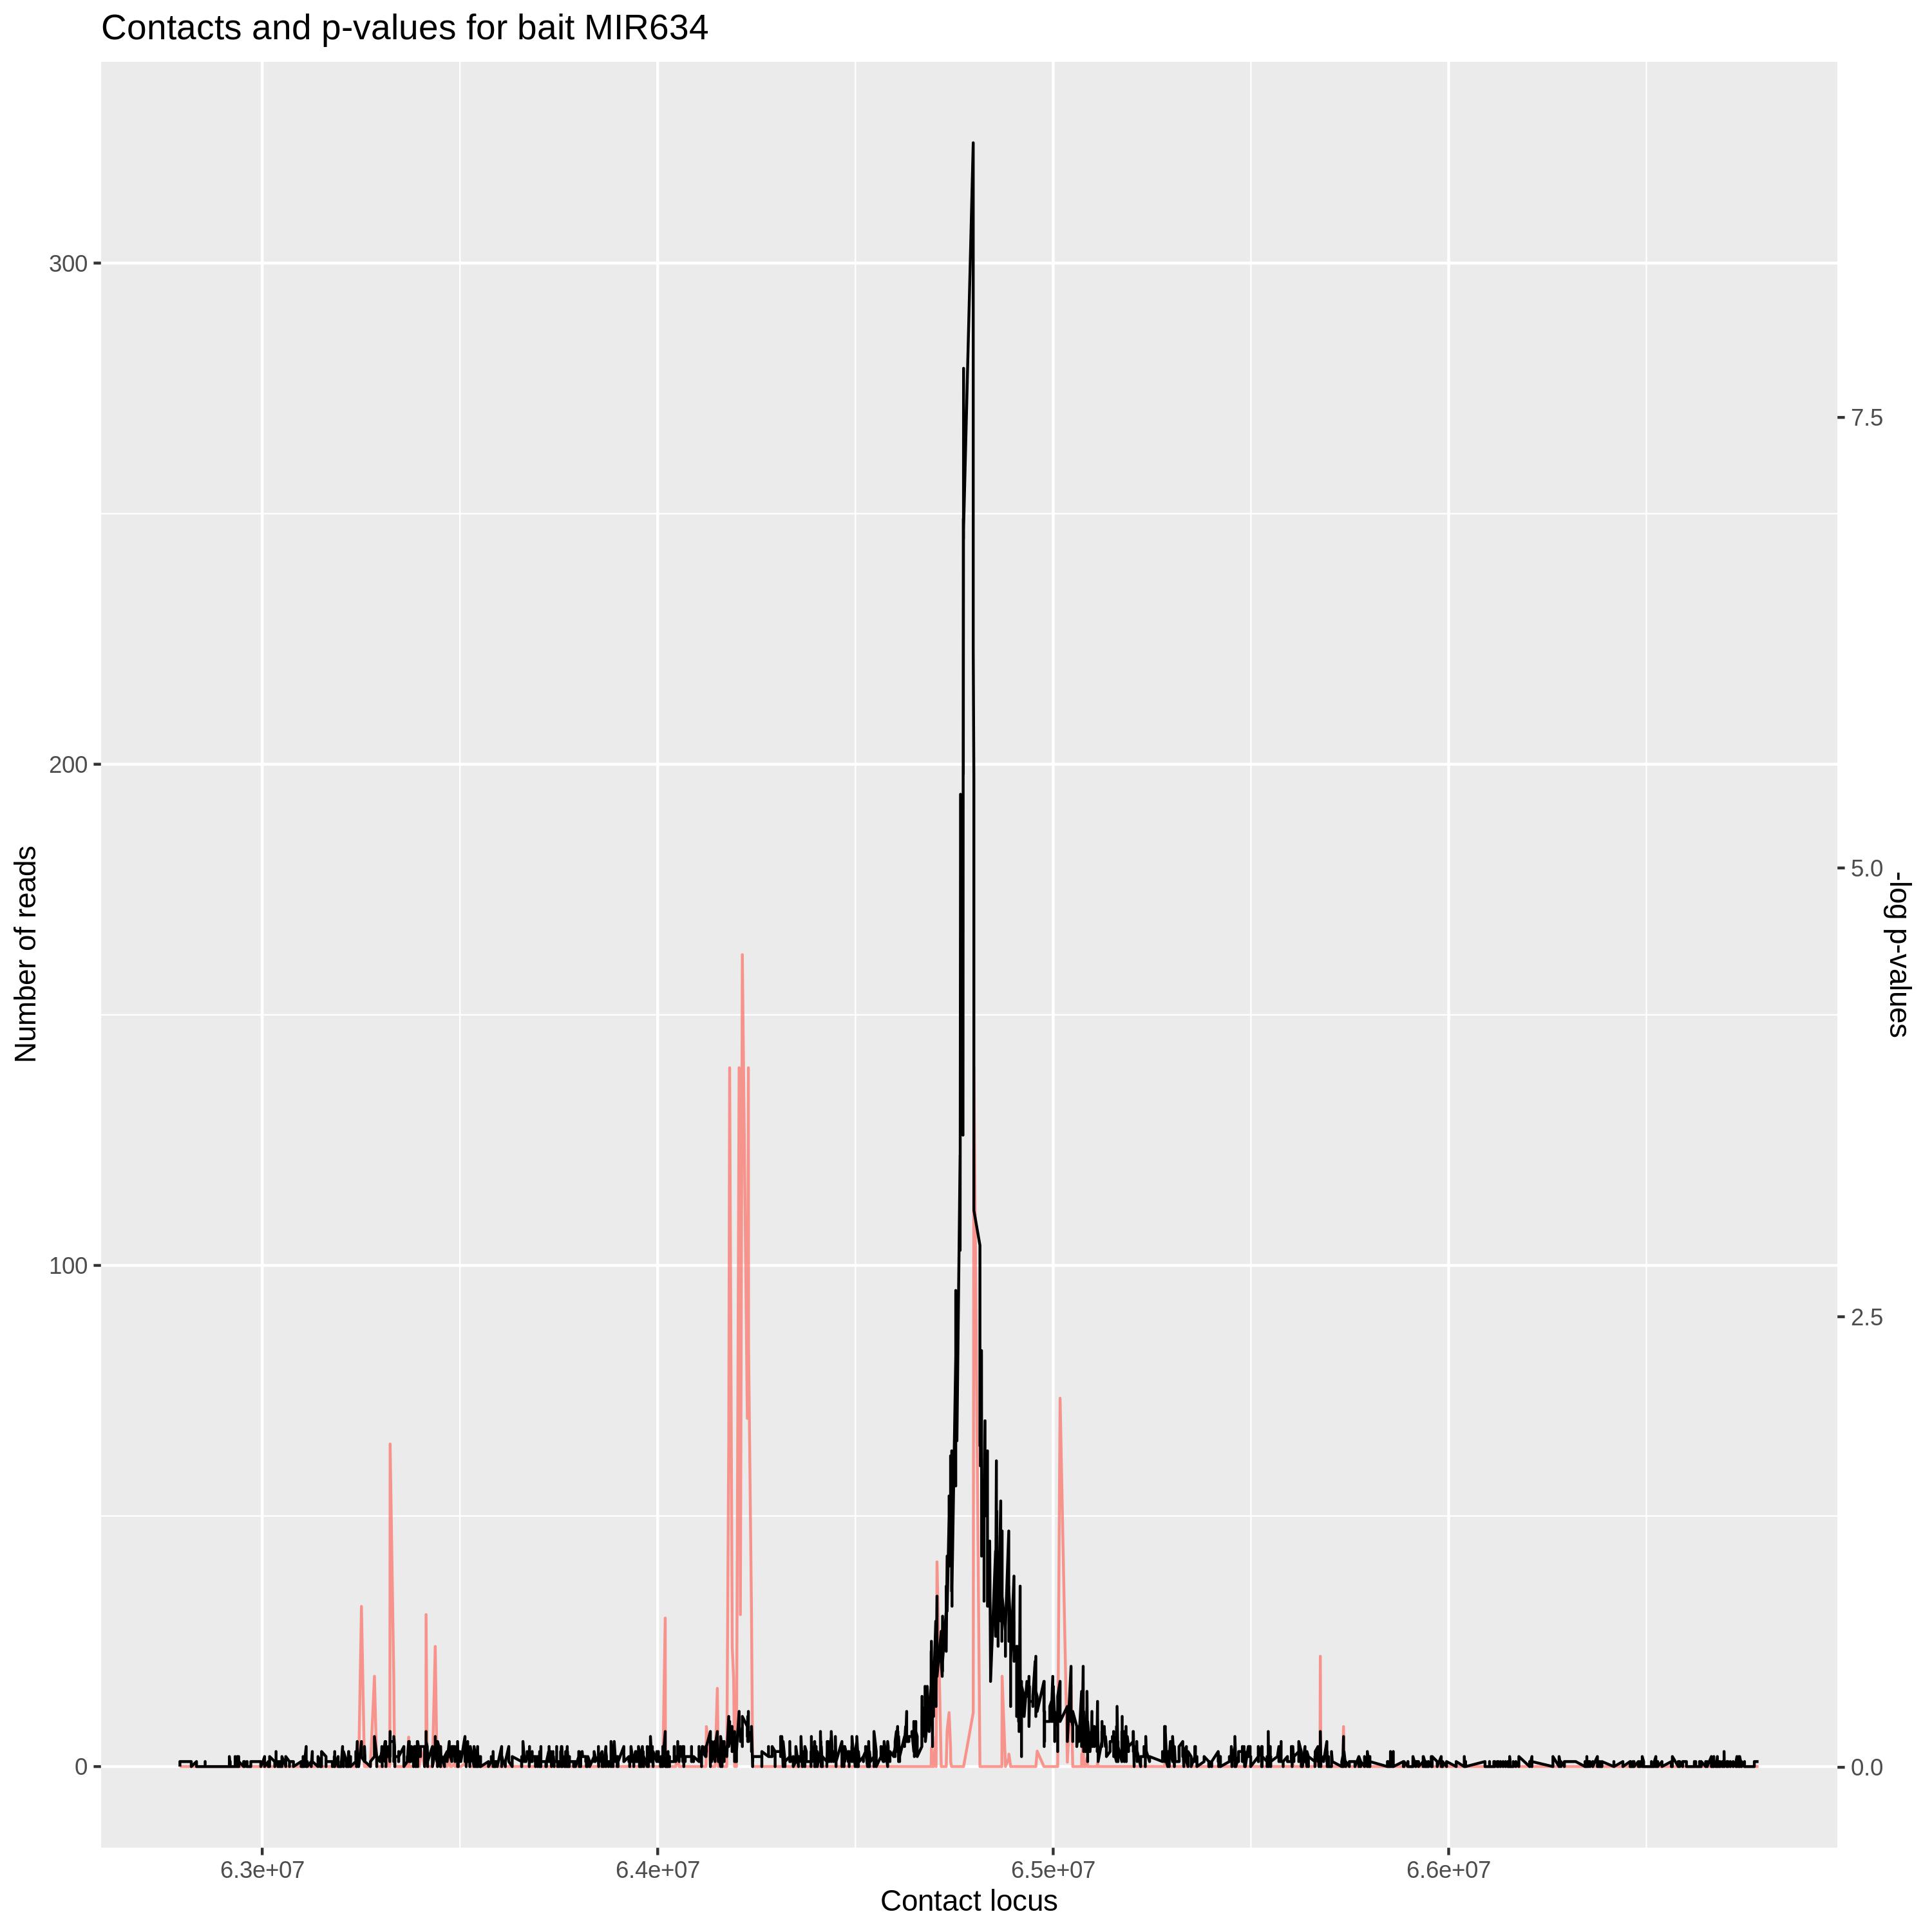 Contacts and p-values for bait MIR634
300
200
100
0
Number of reads
7.5
5.0
2.5
0.0
-log p-values
6.3e+07
6.4e+07
6.5e+07
6.6e+07
Contact locus